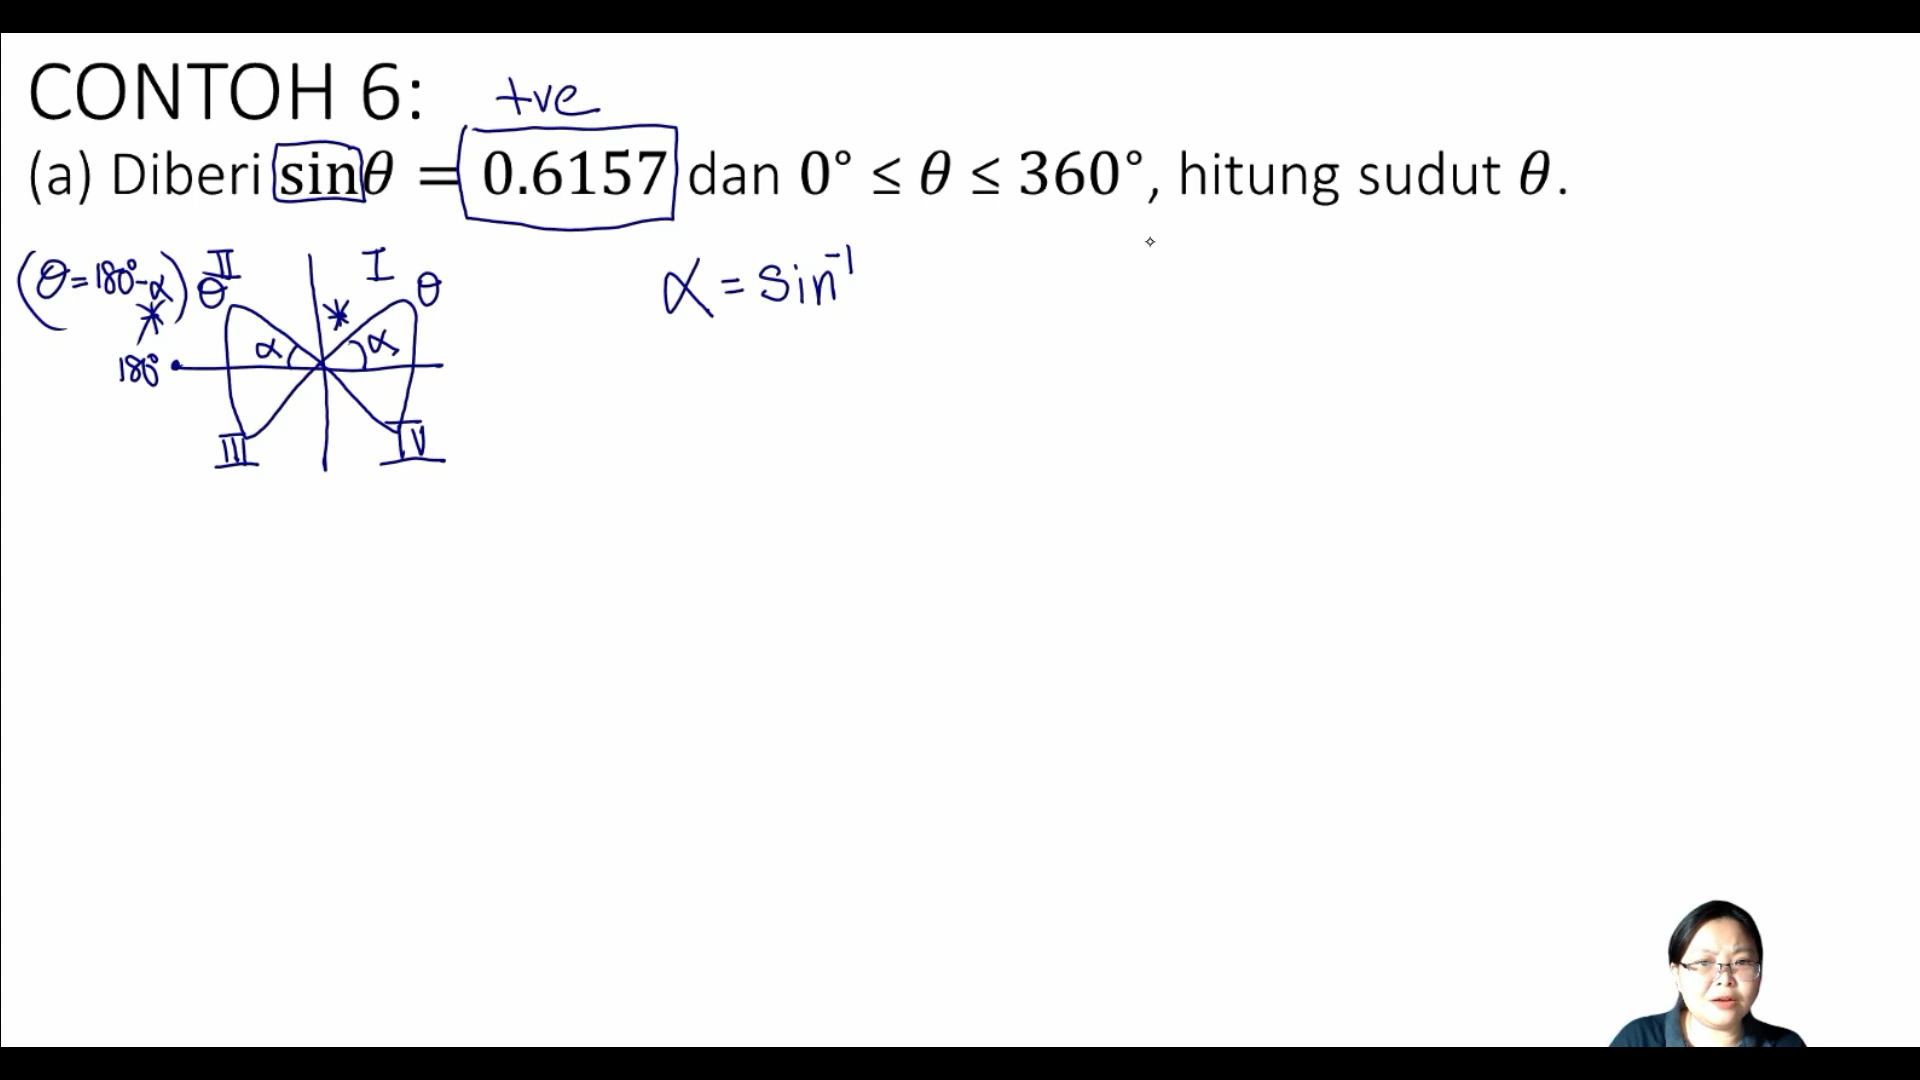 CONTOH 6:
+ve
(a) Diberi sinθ = 0.6157 dan 0° ≤ θ ≤ 360°, hitung sudut θ.
(θ=180°-α) II I
θ θ
α = sin⁻¹
* *
α α
180°
III IV